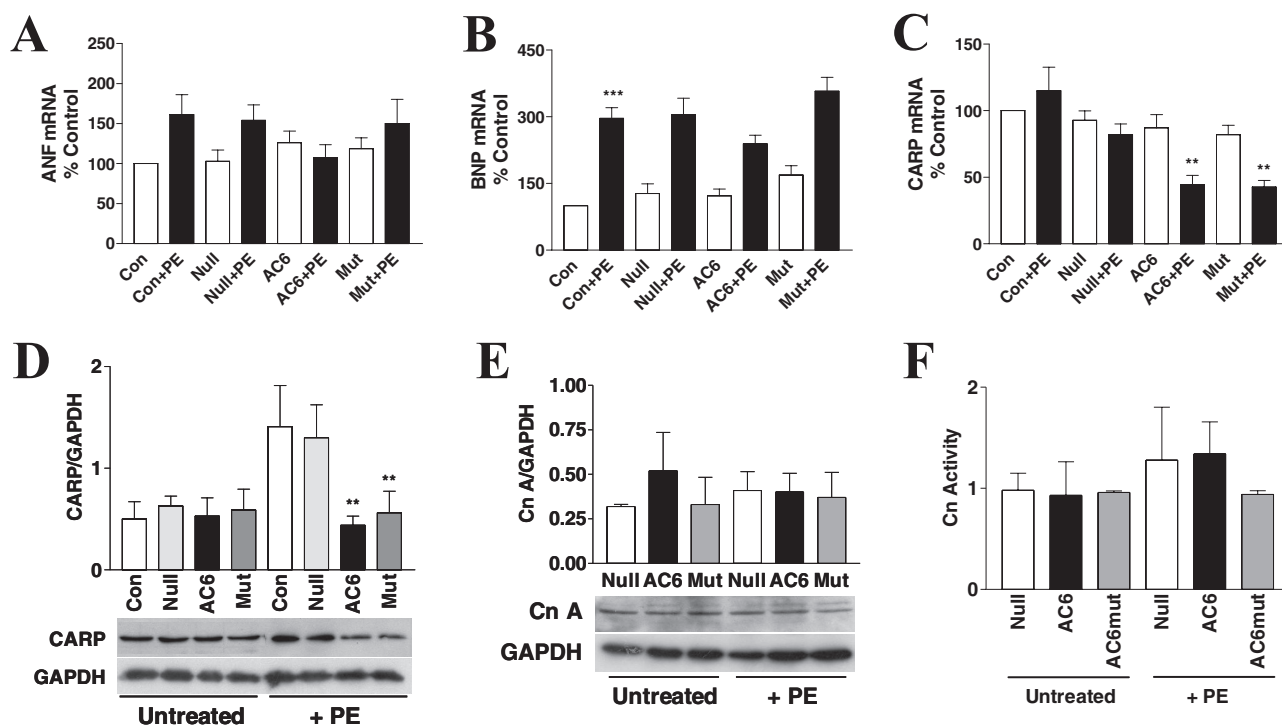 A
ANF mRNA
% Control
250
200
150
100
50
0
Con
Con+PE
Null
Null+PE
AC6
AC6+PE
Mut
Mut+PE
B
BNP mRNA
% Control
450
300
150
0
***
Con
Con+PE
Null
Null+PE
AC6
AC6+PE
Mut
Mut+PE
C
CARP mRNA
% Control
150
100
50
0
**
**
Con
Con+PE
Null
Null+PE
AC6
AC6+PE
Mut
Mut+PE
D
CARP/GAPDH
2
1
0
**
**
Con
Null
AC6
Mut
Con
Null
AC6
Mut
CARP
GAPDH
Untreated
+ PE
E
Cn A/GAPDH
1.00
0.75
0.50
0.25
0.00
Null AC6 Mut Null AC6 Mut
Cn A
GAPDH
Untreated
+ PE
F
Cn Activity
2
1
0
Null
AC6
AC6mut
Null
AC6
AC6mut
Untreated
+ PE